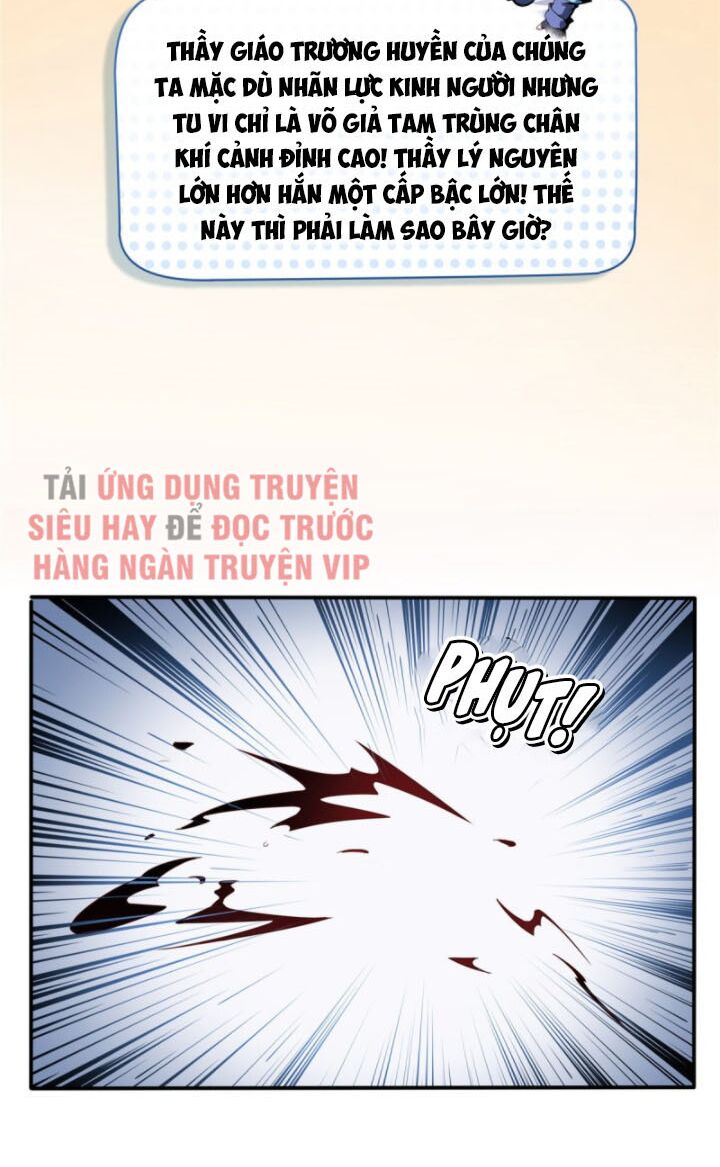 THẦY GIÁO TRƯƠNG HUYỀN CỦA CHÚNG
TA MẶC DÙ NHÃN LỰC KINH NGƯỜI NHƯNG
TU VI CHỈ LÀ VÕ GIẢ TAM TRÙNG CHÂN
KHÍ CẢNH ĐỈNH CAO! THẦY LÝ NGUYÊN
LỚN HƠN HẮN MỘT CẤP BẬC LỚN! THẾ
NÀY THÌ PHẢI LÀM SAO BÂY GIỜ?
TẢI ỨNG DỤNG TRUYỆN
SIÊU HAY ĐỂ ĐỌC TRƯỚC
HÀNG NGÀN TRUYỆN VIP
PHỤT!